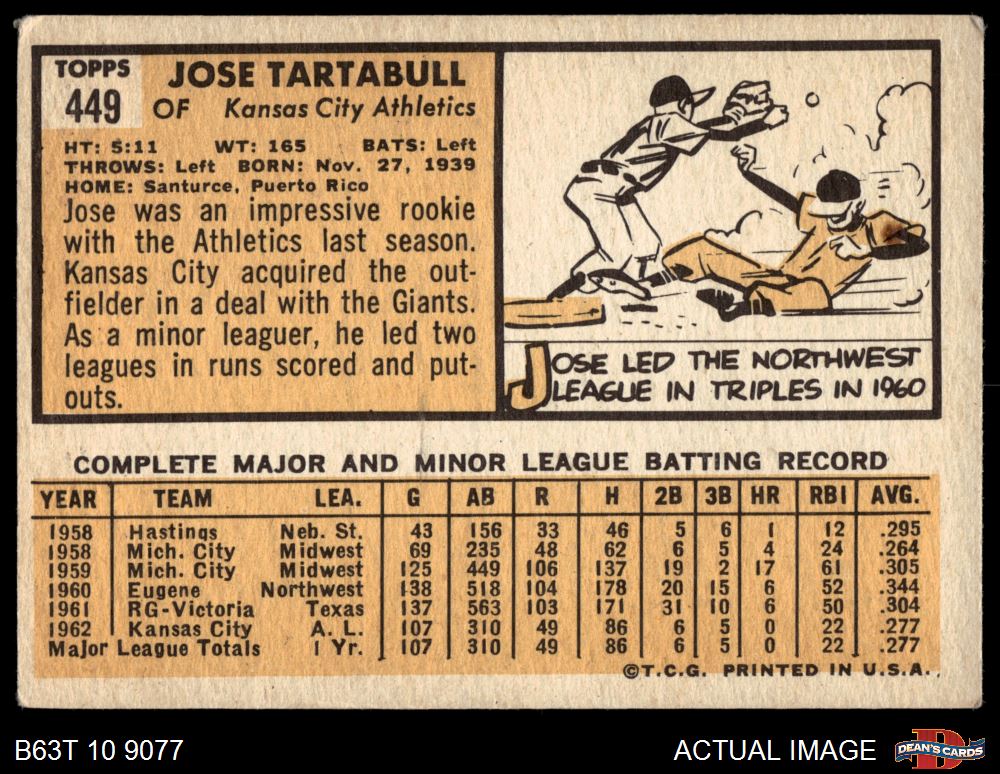 TOPPS
449
JOSE TARTABULL
OF Kansas City Athletics
HT: 5:11 WT: 165 BATS: Left
THROWS: Left BORN: Nov. 27, 1939
HOME: Santurce, Puerto Rico
Jose was an impressive rookie
with the Athletics last season.
Kansas City acquired the out-
fielder in a deal with the Giants.
As a minor leaguer, he led two
leagues in runs scored and put-
outs.
JOSE LED THE NORTHWEST
LEAGUE IN TRIPLES IN 1960
COMPLETE MAJOR AND MINOR LEAGUE BATTING RECORD
YEAR TEAM LEA. G AB R H 2B 3B HR RBI AVG.
1958 Hastings Neb. St. 43 156 33 46 5 6 1 12 .295
1958 Mich. City Midwest 69 235 48 62 6 5 4 24 .264
1959 Mich. City Midwest 125 449 106 137 19 2 17 61 .305
1960 Eugene Northwest 138 518 104 178 20 15 6 52 .344
1961 RG-Victoria Texas 137 563 103 171 31 10 6 50 .304
1962 Kansas City A. L. 107 310 49 86 6 5 0 22 .277
Major League Totals 1 Yr. 107 310 49 86 6 5 0 22 .277
©T.C.G. PRINTED IN U.S.A.
B63T 10 9077
ACTUAL IMAGE
D
DEAN'S CARDS